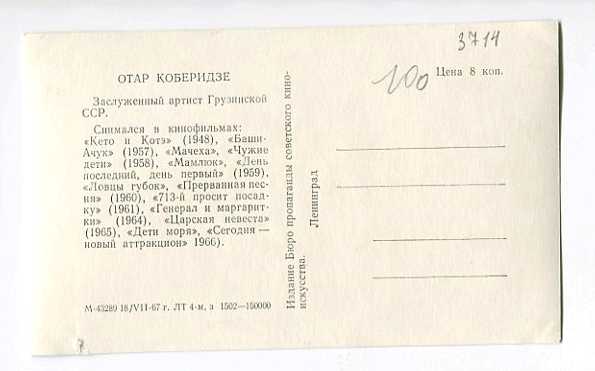 3714
100
Цена 8 коп.
ОТАР КОБЕРИДЗЕ
Заслуженный артист Грузинской
ССР.
Снимался в кинофильмах:
«Кето и Котэ» (1948), «Баши-
Ачук» (1957), «Мачеха», «Чужие
дети» (1958), «Мамлюк», «День
последний, день первый» (1959),
«Ловцы губок», «Прерванная пес-
ня» (1960), «713-й просит посад-
ку» (1961), «Генерал и маргарит-
ки» (1964), «Царская невеста»
(1965), «Дети моря», «Сегодня —
новый аттракцион» 1966).
М-43289 18/VII-67 г. ЛТ 4-м, з 1502—150000
Издание Бюро пропаганды советского кино-
искусства.
Ленинград